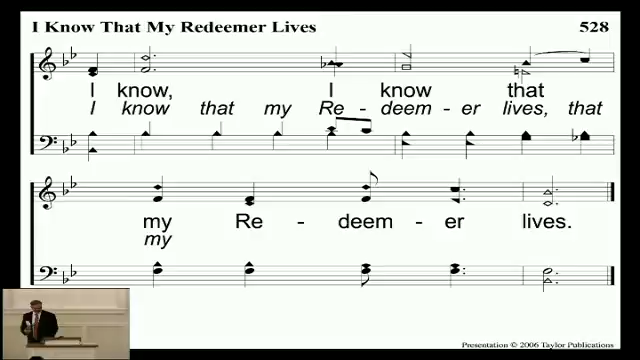 I Know That My Redeemer Lives 528
I know, I know that
I know that my Re - deem - er lives, that
my Re - deem - er lives.
my
Presentation © 2006 Taylor Publications